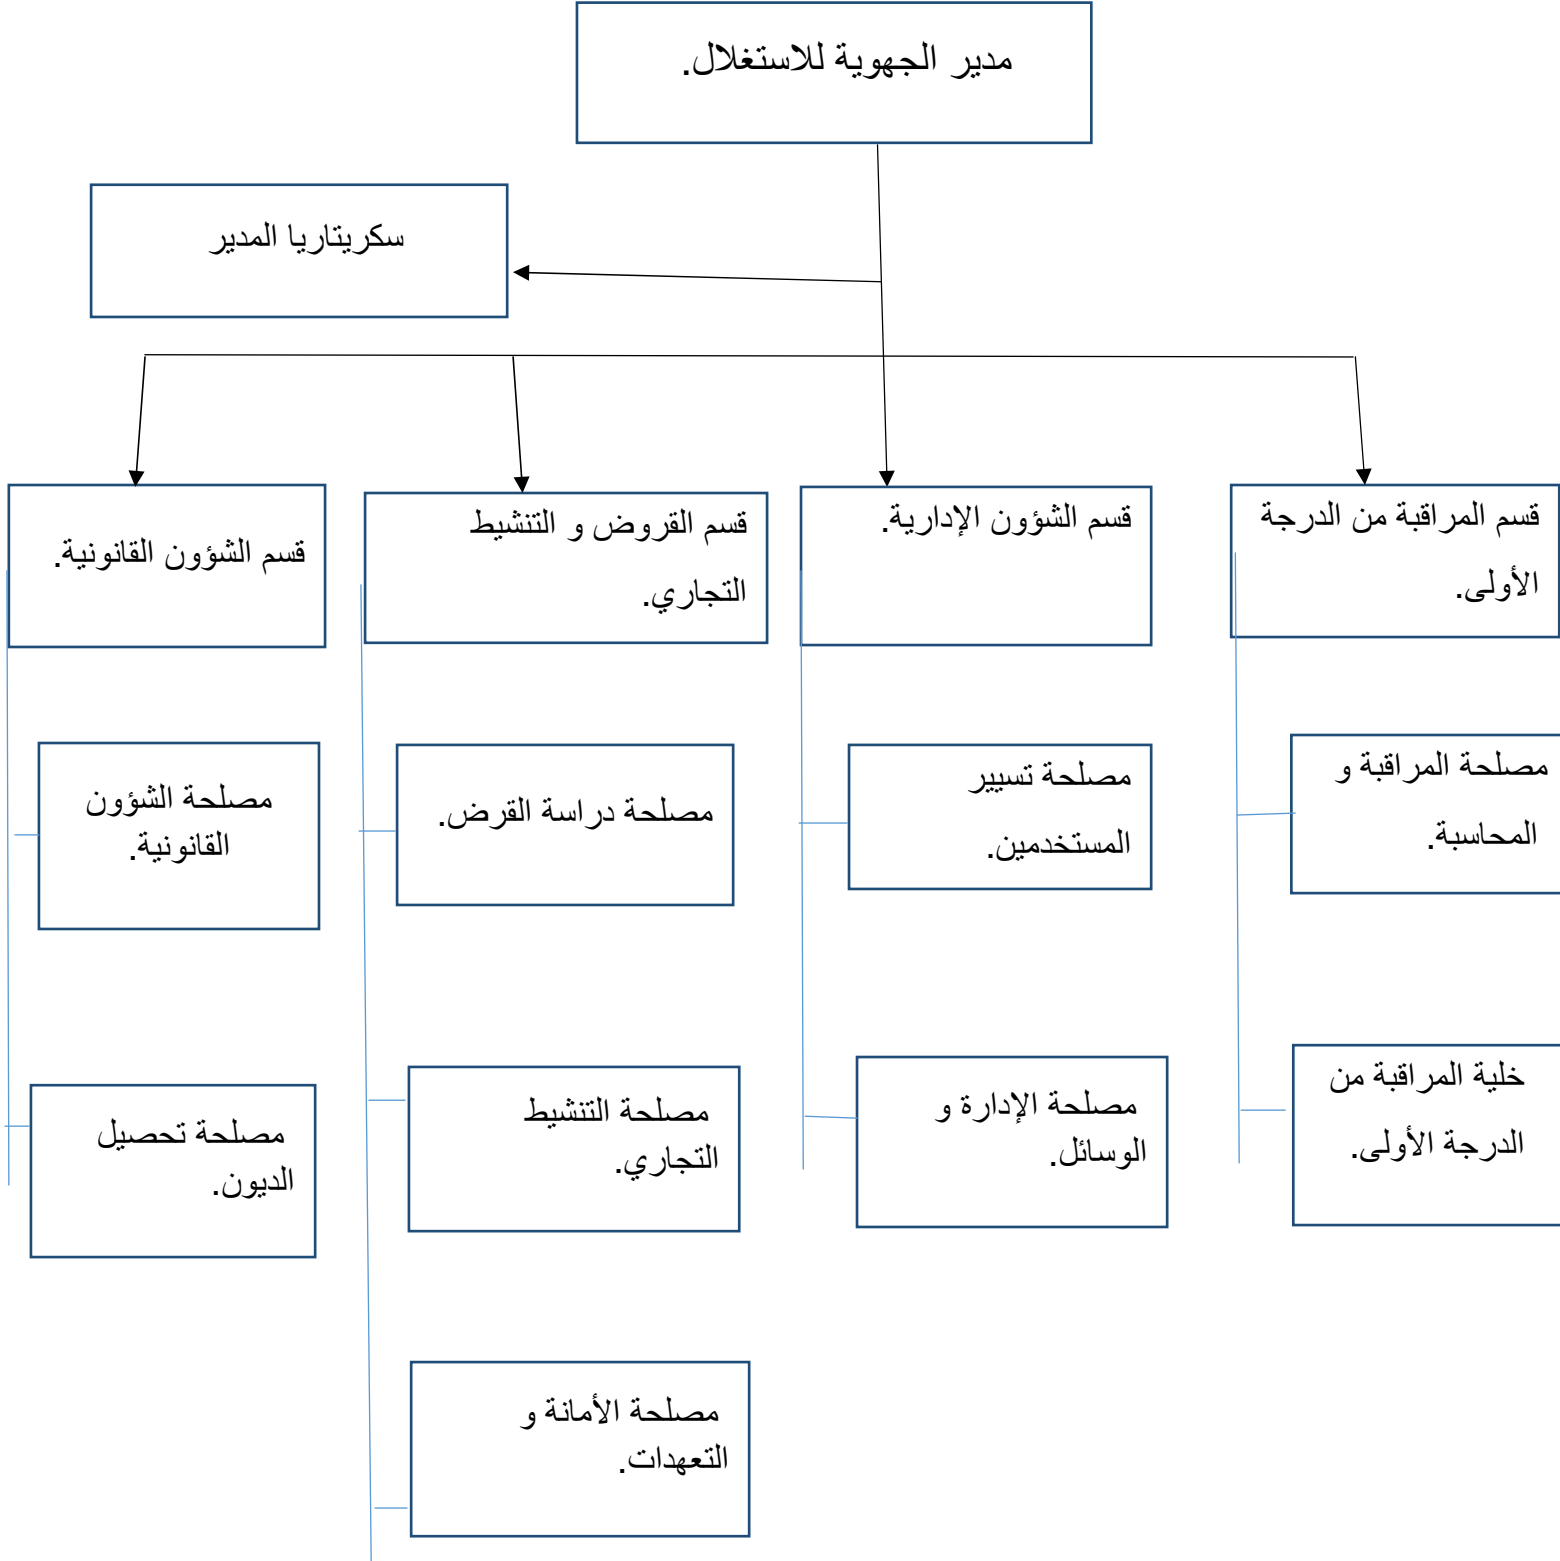 مدير الجهوية للاستغلال.
سكريتاريا المدير
قسم المراقبة من الدرجة
الأولى.
قسم الشؤون الإدارية.
قسم القروض و التنشيط
التجاري.
قسم الشؤون القانونية.
مصلحة المراقبة و
المحاسبة.
مصلحة تسيير
المستخدمين.
مصلحة دراسة القرض.
مصلحة الشؤون
القانونية.
خلية المراقبة من
الدرجة الأولى.
مصلحة الإدارة و
الوسائل.
مصلحة التنشيط
التجاري.
مصلحة تحصيل
الديون.
مصلحة الأمانة و
التعهدات.